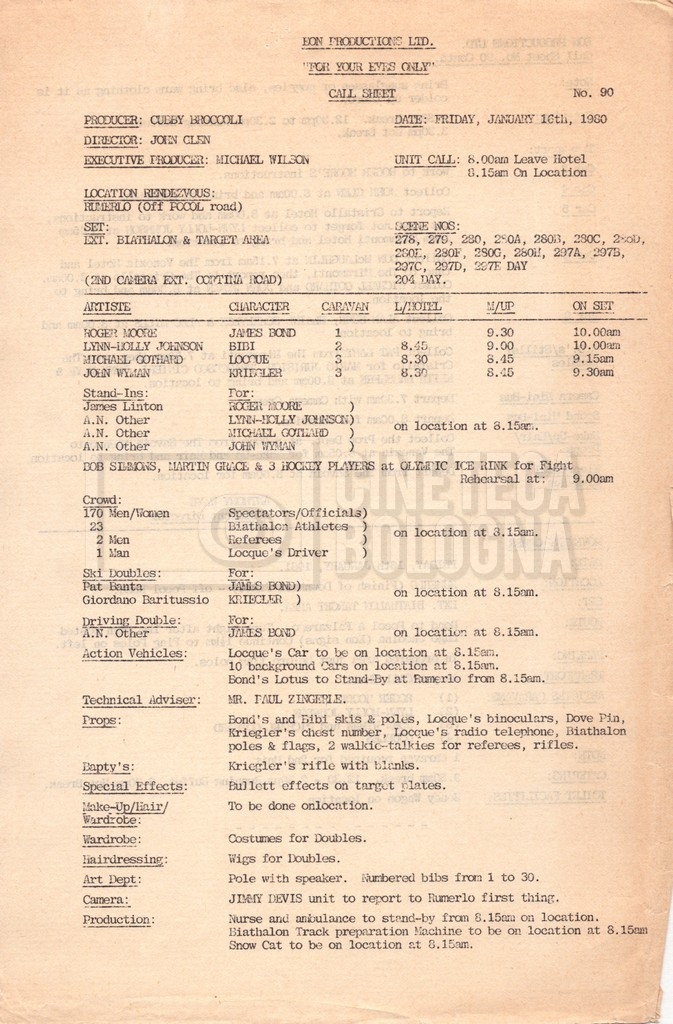 EON PRODUCTIONS LTD.
"FOR YOUR EYES ONLY"
CALL SHEET No. 90
PRODUCER: CUBBY BROCCOLI DATE: FRIDAY, JANUARY 16th, 1980
DIRECTOR: JOHN GLEN
EXECUTIVE PRODUCER: MICHAEL WILSON UNIT CALL: 8.00am Leave Hotel
8.15am On Location
LOCATION RENDEZVOUS:
RUMERLO (Off POCOL road)
SET: SCENE NOS:
EXT. BIATHALON & TARGET AREA 278, 279, 280, 280A, 280B, 280C, 280D,
280E, 280F, 280G, 280H, 297A, 297B,
297C, 297D, 297E DAY
(2ND CAMERA EXT. CORTINA ROAD) 204 DAY.
ARTISTE CHARACTER CARAVAN L/HOTEL M/UP ON SET
ROGER MOORE JAMES BOND 1 9.30 10.00am
LYNN-HOLLY JOHNSON BIBI 2 8.45 9.00 10.00am
MICHAEL GOTHARD LOCQUE 3 8.30 8.45 9.15am
JOHN WYMAN KRIEGLER 3 8.30 8.45 9.30am
Stand-Ins: For:
James Linton ROGER MOORE )
A.N. Other LYNN-HOLLY JOHNSON) on location at 8.15am.
A.N. Other MICHAEL GOTHARD )
A.N. Other JOHN WYMAN )
BOB SIMMONS, MARTIN GRACE & 3 HOCKEY PLAYERS at OLYMPIC ICE RINK for Fight
Rehearsal at: 9.00am
Crowd:
170 Men/Women Spectators/Officials)
23 Biathalon Athletes ) on location at 8.15am.
2 Men Referees )
1 Man Locque's Driver )
Ski Doubles: For:
Pat Banta JAMES BOND) on location at 8.15am.
Giordano Baritussio KRIEGLER )
Driving Double: For:
A.N. Other JAMES BOND on location at 8.15am.
Action Vehicles: Locque's Car to be on location at 8.15am.
10 background Cars on location at 8.15am.
Bond's Lotus to Stand-By at Rumerlo from 8.15am.
Technical Adviser: MR. PAUL ZINGERLE.
Props: Bond's and Bibi skis & poles, Locque's binoculars, Dove Pin,
Kriegler's chest number, Locque's radio telephone, Biathalon
poles & flags, 2 walkie-talkies for referees, rifles.
Bapty's: Kriegler's rifle with blanks.
Special Effects: Bullett effects on target plates.
Make-Up/Hair/ To be done onlocation.
Wardrobe:
Wardrobe: Costumes for Doubles.
Hairdressing: Wigs for Doubles.
Art Dept: Pole with speaker. Numbered bibs from 1 to 30.
Camera: JIMMY DEVIS unit to report to Rumerlo first thing.
Production: Nurse and ambulance to stand-by from 8.15am on location.
Biathalon Track preparation Machine to be on location at 8.15am
Snow Cat to be on location at 8.15am.
CINETECA
BOLOGNA